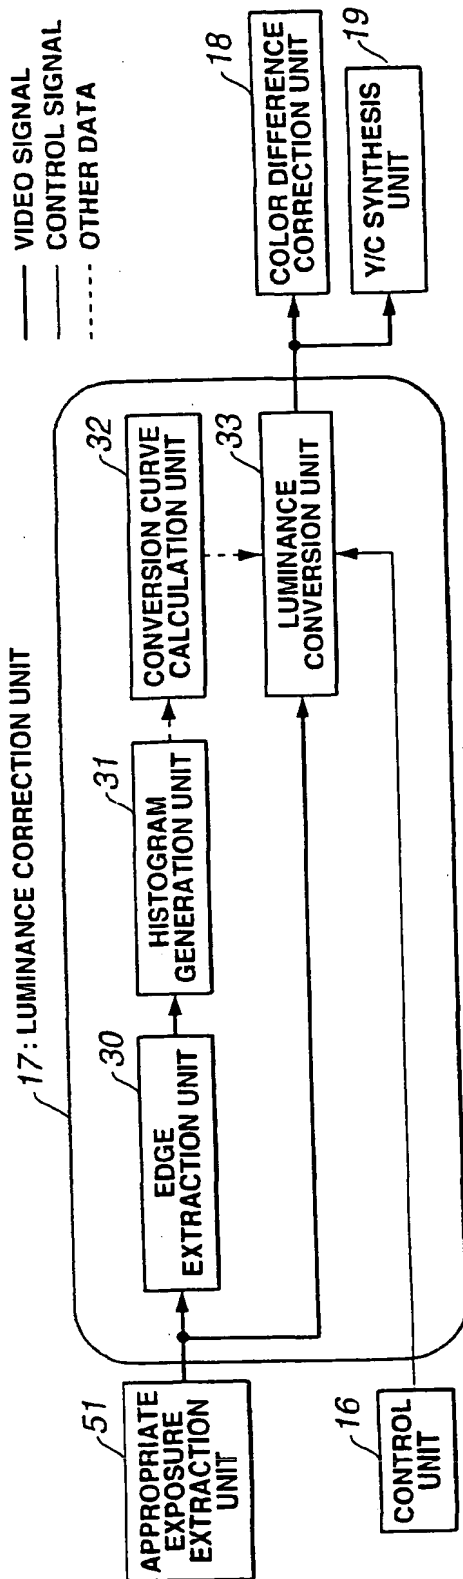 VIDEO SIGNAL
CONTROL SIGNAL
OTHER DATA
17: LUMINANCE CORRECTION UNIT
51
APPROPRIATE
EXPOSURE
EXTRACTION
UNIT
30
EDGE
EXTRACTION UNIT
31
HISTOGRAM
GENERATION UNIT
32
CONVERSION CURVE
CALCULATION UNIT
33
LUMINANCE
CONVERSION UNIT
18
COLOR DIFFERENCE
CORRECTION UNIT
19
Y/C SYNTHESIS
UNIT
16
CONTROL
UNIT